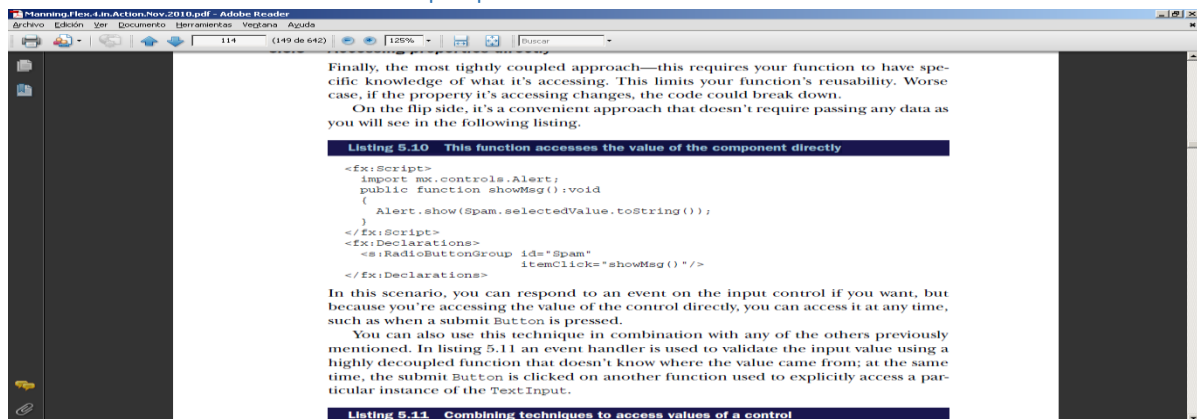 Manning.Flex.4.in.Action.Nov.2010.pdf - Adobe Reader
Archivo Edición Ver Documento Herramientas Ventana Ayuda
114 (149 de 642) 125% Buscar
Accessing properties directly
Finally, the most tightly coupled approach—this requires your function to have spe-
cific knowledge of what it's accessing. This limits your function's reusability. Worse
case, if the property it's accessing changes, the code could break down.
On the flip side, it's a convenient approach that doesn't require passing any data as
you will see in the following listing.
Listing 5.10 This function accesses the value of the component directly
<fx:Script>
import mx.controls.Alert;
public function showMsg():void
{
Alert.show(Spam.selectedValue.toString());
}
</fx:Script>
<fx:Declarations>
<s:RadioButtonGroup id="Spam"
itemClick="showMsg()"/>
</fx:Declarations>
In this scenario, you can respond to an event on the input control if you want, but
because you're accessing the value of the control directly, you can access it at any time,
such as when a submit Button is pressed.
You can also use this technique in combination with any of the others previously
mentioned. In listing 5.11 an event handler is used to validate the input value using a
highly decoupled function that doesn't know where the value came from; at the same
time, the submit Button is clicked on another function used to explicitly access a par-
ticular instance of the TextInput.
Listing 5.11 Combining techniques to access values of a control